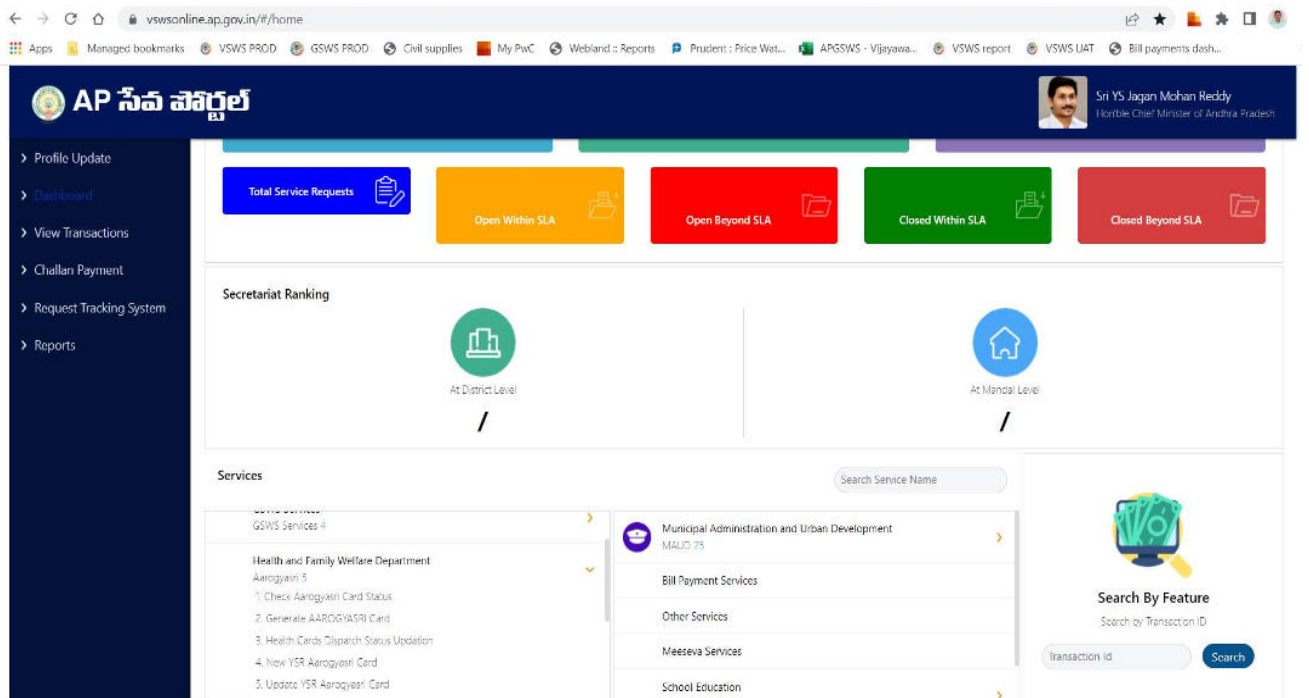 vswsonline.ap.gov.in/#/home
Apps Managed bookmarks VSWS PROD GSWS PROD Civil supplies My PwC Webland :: Reports Prudent : Price Wat... APGSWS - Vijayawa... VSWS report VSWS UAT Bill payments dash...
AP సేవ పోర్టల్
Sri YS Jagan Mohan Reddy
Hon'ble Chief Minister of Andhra Pradesh
Profile Update
Dashboard
View Transactions
Challan Payment
Request Tracking System
Reports
Total Service Requests
Open Within SLA
Open Beyond SLA
Closed Within SLA
Closed Beyond SLA
Secretariat Ranking
At District Level
/
At Mandal Level
/
Services
Search Service Name
GSWS Services
GSWS Services 4
Health and Family Welfare Department
Aarogyasri 5
1. Check Aarogyasri Card Status
2. Generate AAROGYASRI Card
3. Health Cards Dispatch Status Updation
4. New YSR Aarogyasri Card
5. Update YSR Aarogyasri Card
Municipal Administration and Urban Development
MAUD 25
Bill Payment Services
Other Services
Meeseva Services
School Education
Search By Feature
Search by Transaction ID
Transaction Id
Search